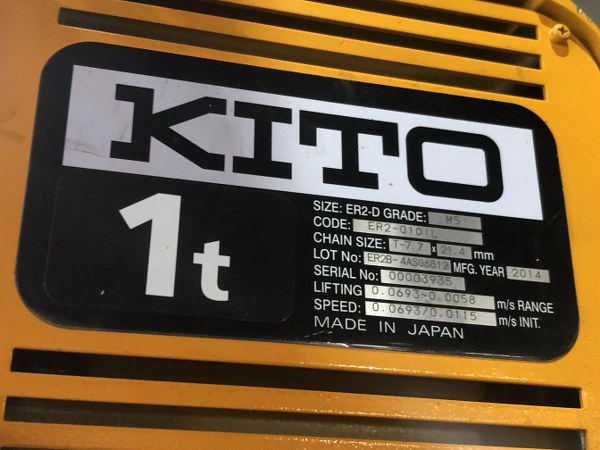 KITO
1t
SIZE: ER2-D GRADE: M5
CODE: ER2-010IL
CHAIN SIZE: T-7.7 x 21.4 mm
LOT No: ER2B-4AS06812 MFG. YEAR 2014
SERIAL No: 00003935
LIFTING 0.0693~0.0058 m/s RANGE
SPEED: 0.0693/0.0115 m/s INIT.
MADE IN JAPAN